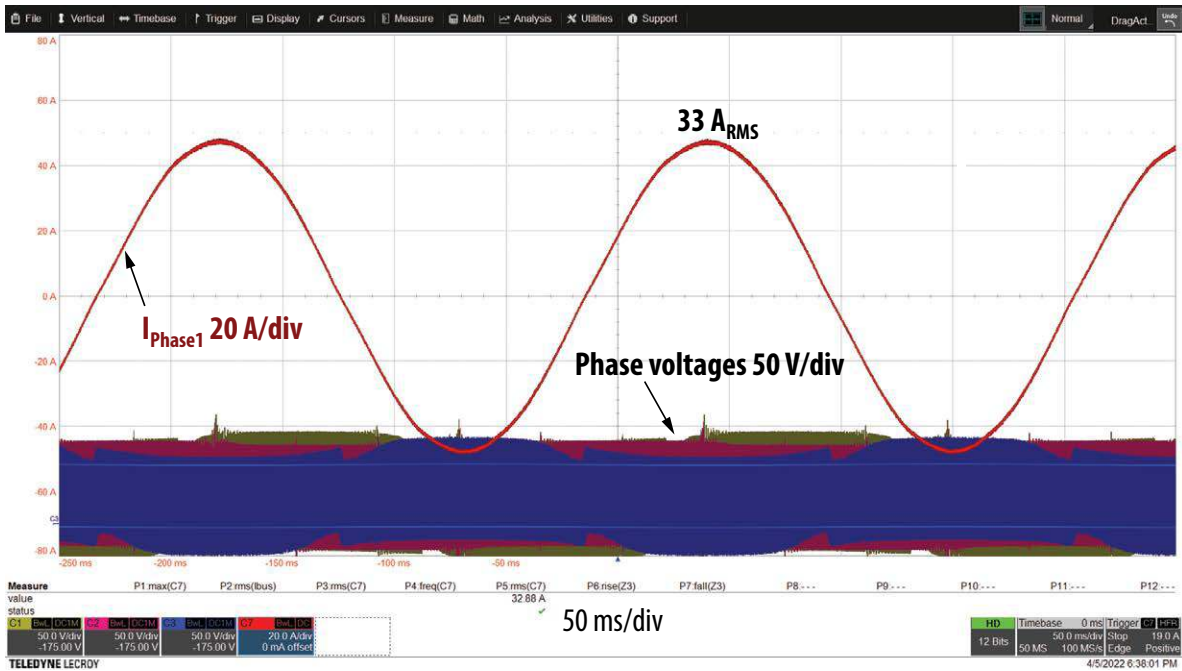 File Vertical Timebase Trigger Display Cursors Measure Math Analysis Utilities Support Normal DragAct... Undo
80 A
60 A
33 A_RMS
40 A
20 A
0 A
I_Phase1 20 A/div
-20 A
Phase voltages 50 V/div
-40 A
-60 A
C3
-80 A
-250 ms -200 ms -150 ms -100 ms -50 ms
Measure P1:max(C7) P2:rms(Ibus) P3:rms(C7) P4:freq(C7) P5:rms(C7) P6:rise(Z3) P7:fall(Z3) P8:- - - P9:- - - P10:- - - P11:- - - P12:- - -
value 32.88 A
status
50 ms/div
C1 BwL DC1M C2 BwL DC1M C3 BwL DC1M C7 BwL DC HD Timebase 0 ms Trigger C7 HFR
50.0 V/div 50.0 V/div 50.0 V/div 20.0 A/div 12 Bits 50.0 ms/div Stop 19.0 A
-175.00 V -175.00 V -175.00 V 0 mA offset 50 MS 100 MS/s Edge Positive
TELEDYNE LECROY 4/5/2022 6:38:01 PM